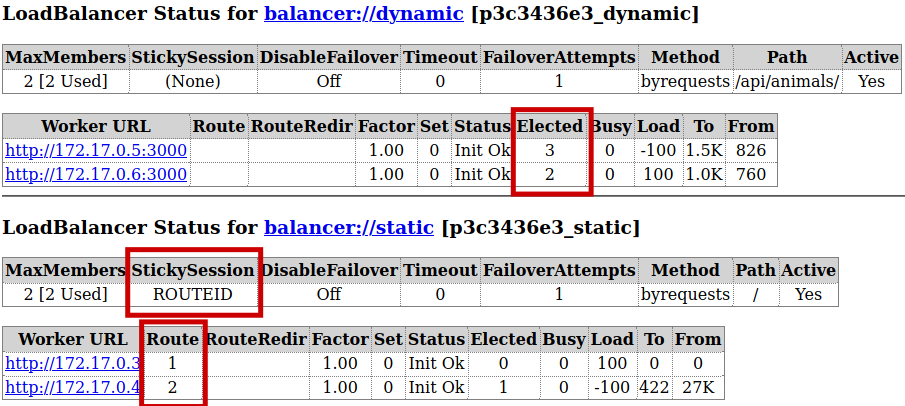 LoadBalancer Status for balancer://dynamic [p3c3436e3_dynamic]
MaxMembers StickySession DisableFailover Timeout FailoverAttempts Method Path Active
2 [2 Used] (None) Off 0 1 byrequests /api/animals/ Yes
Worker URL Route RouteRedir Factor Set Status Elected Busy Load To From
http://172.17.0.5:3000 1.00 0 Init Ok 3 0 -100 1.5K 826
http://172.17.0.6:3000 1.00 0 Init Ok 2 0 100 1.0K 760
LoadBalancer Status for balancer://static [p3c3436e3_static]
MaxMembers StickySession DisableFailover Timeout FailoverAttempts Method Path Active
2 [2 Used] ROUTEID Off 0 1 byrequests / Yes
Worker URL Route RouteRedir Factor Set Status Elected Busy Load To From
http://172.17.0.3 1 1.00 0 Init Ok 0 0 100 0 0
http://172.17.0.4 2 1.00 0 Init Ok 1 0 -100 422 27K